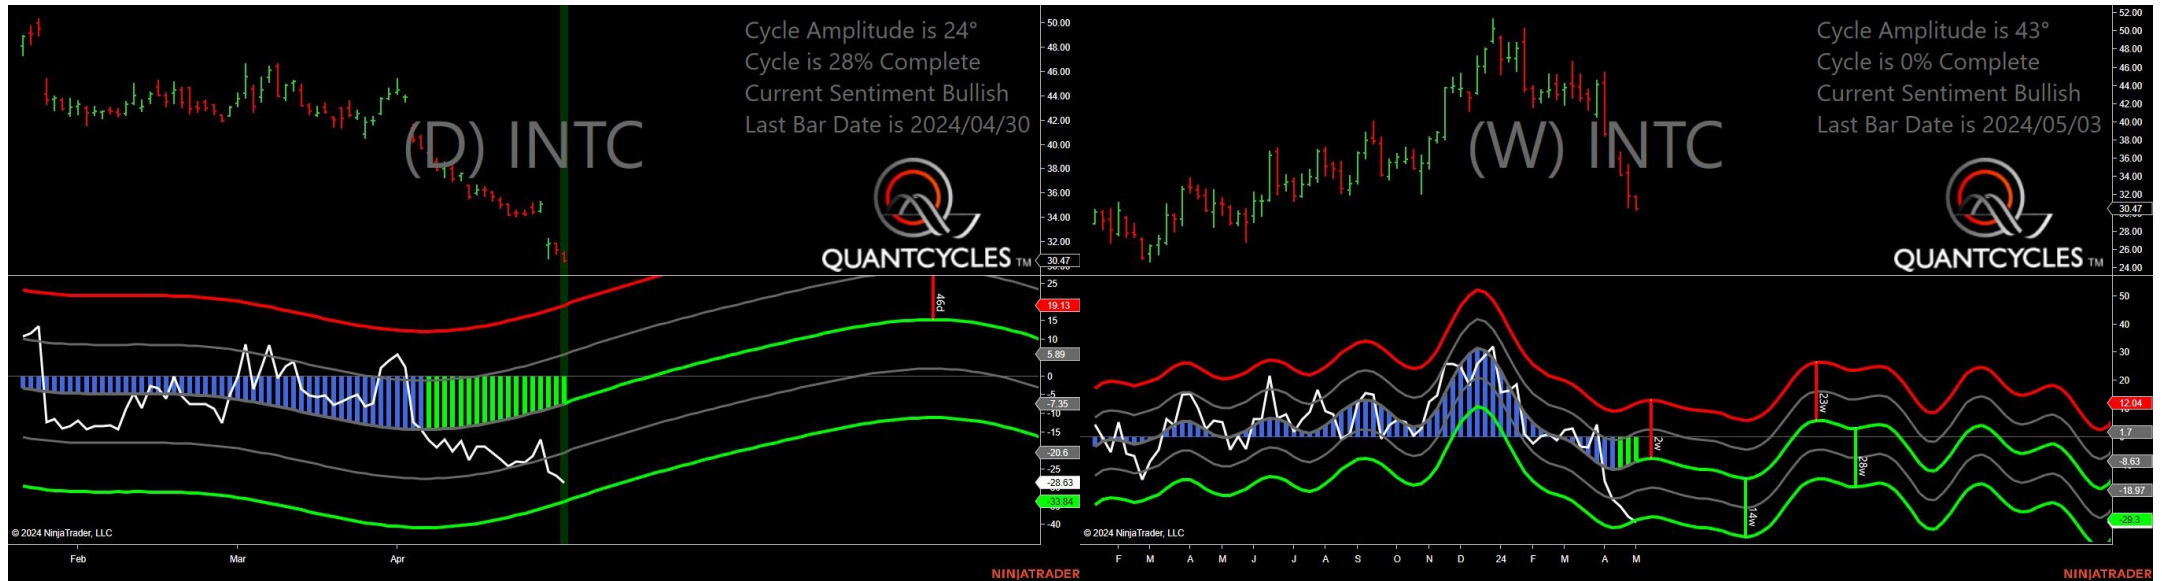 Cycle Amplitude is 24°
Cycle is 28% Complete
Current Sentiment Bullish
Last Bar Date is 2024/04/30
(D) INTC
QUANTCYCLES TM
50.00
48.00
46.00
44.00
42.00
40.00
38.00
36.00
34.00
32.00
30.47
46d
25
19.13
15
10
5.89
0
-7.35
-10
-15
-20.6
-25
-28.63
-33.84
-40
© 2024 NinjaTrader, LLC
Feb
Mar
Apr
NINJATRADER
Cycle Amplitude is 43°
Cycle is 0% Complete
Current Sentiment Bullish
Last Bar Date is 2024/05/03
(W) INTC
QUANTCYCLES TM
52.00
50.00
48.00
46.00
44.00
42.00
40.00
38.00
36.00
34.00
32.00
30.47
28.00
26.00
24.00
2w
14w
23w
28w
50
40
30
20
12.04
1.7
-8.63
-18.97
-29.3
© 2024 NinjaTrader, LLC
F M A M J J A S O N D 24 F M A M
NINJATRADER